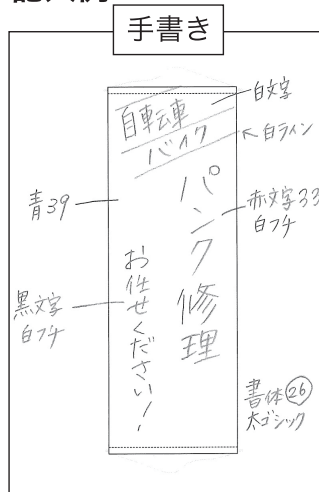 手書き
自転車
バイク
パンク修理
お任せください!!
白文字
白ライン
赤文字33
白フチ
青39
黒文字
白フチ
書体㉖
太ゴシック